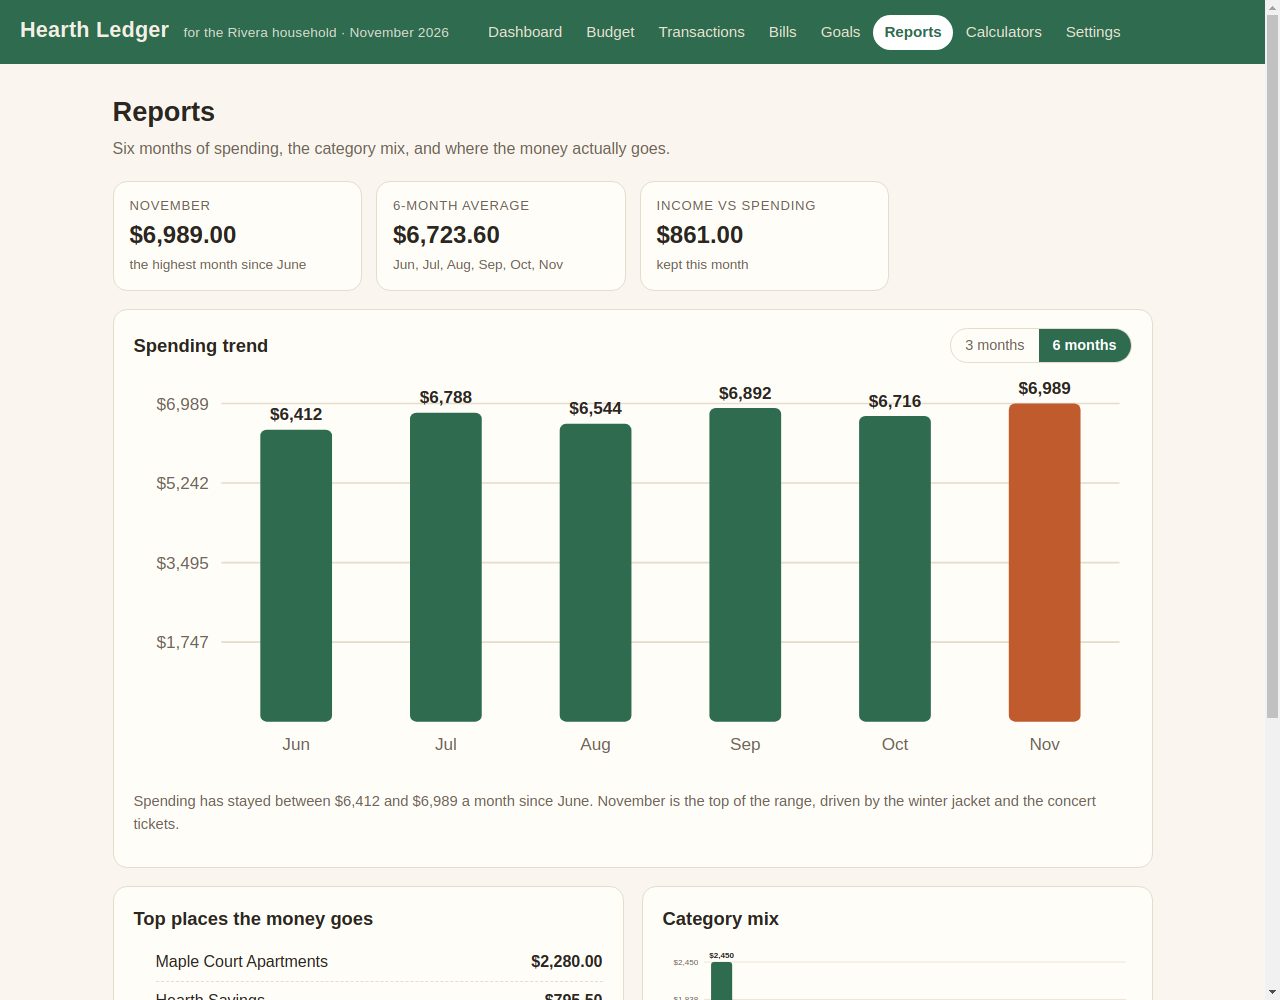 Hearth Ledger for the Rivera household · November 2026 Dashboard Budget Transactions Bills Goals Reports Calculators Settings
Reports
Six months of spending, the category mix, and where the money actually goes.
NOVEMBER
$6,989.00
the highest month since June
6-MONTH AVERAGE
$6,723.60
Jun, Jul, Aug, Sep, Oct, Nov
INCOME VS SPENDING
$861.00
kept this month
Spending trend
3 months 6 months
$6,989
$5,242
$3,495
$1,747
$6,412 $6,788 $6,544 $6,892 $6,716 $6,989
Jun Jul Aug Sep Oct Nov
Spending has stayed between $6,412 and $6,989 a month since June. November is the top of the range, driven by the winter jacket and the concert
tickets.
Top places the money goes
Maple Court Apartments $2,280.00
Hearth Savings $795.50
Category mix
$2,450
$2,450
$1,838